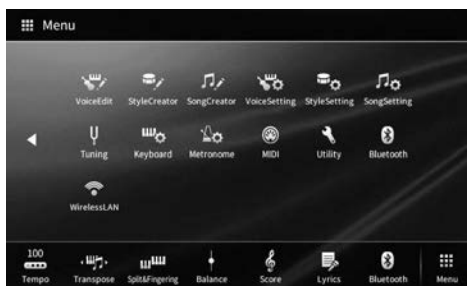 Menu
VoiceEdit StyleCreator SongCreator VoiceSetting StyleSetting SongSetting
Tuning Keyboard Metronome MIDI Utility Bluetooth
WirelessLAN
100
Tempo Transpose Split&Fingering Balance Score Lyrics Bluetooth Menu